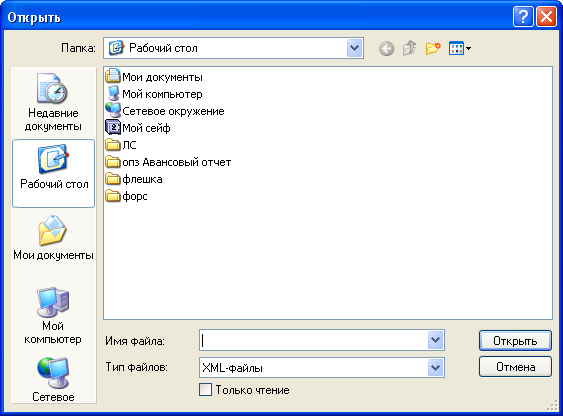 Открыть
Папка:
Рабочий стол
Недавние
документы
Рабочий стол
Мои документы
Мой
компьютер
Сетевое
Мои документы
Мой компьютер
Сетевое окружение
Мой сейф
ЛС
опз Авансовый отчет
флешка
форс
Имя файла:
Открыть
Тип файлов:
XML-файлы
Отмена
Только чтение